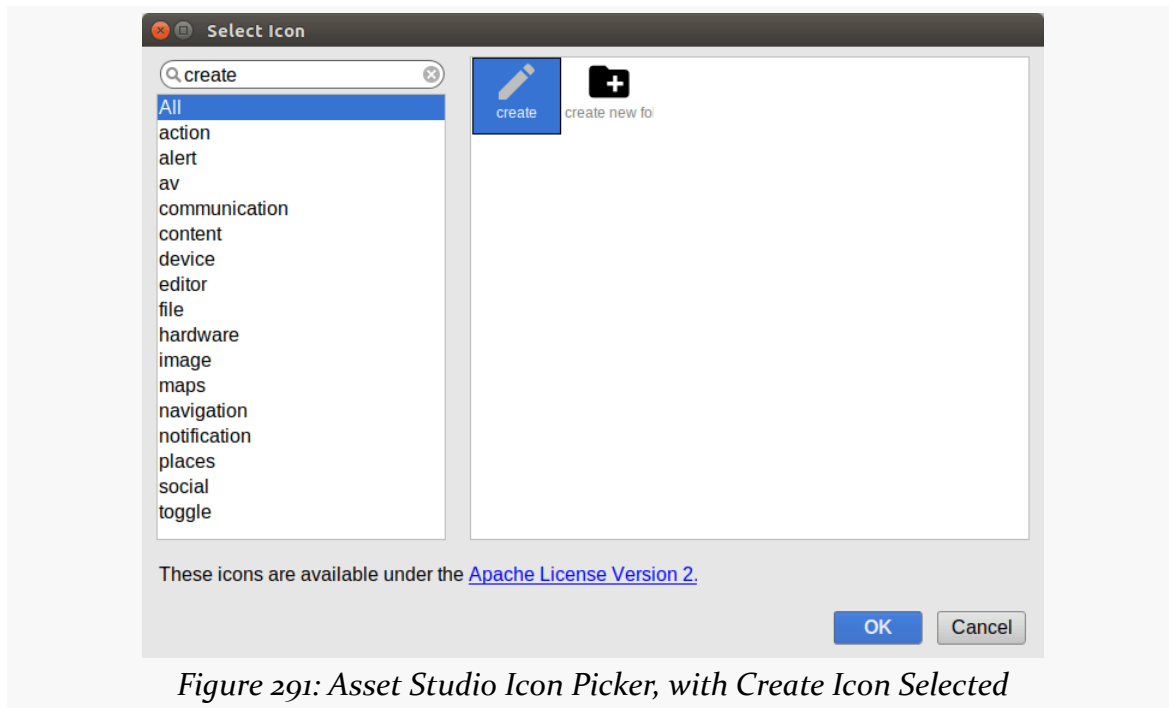 Select Icon
create
All
action
alert
av
communication
content
device
editor
file
hardware
image
maps
navigation
notification
places
social
toggle
create
create new fo
These icons are available under the Apache License Version 2.
OK
Cancel
Figure 291: Asset Studio Icon Picker, with Create Icon Selected